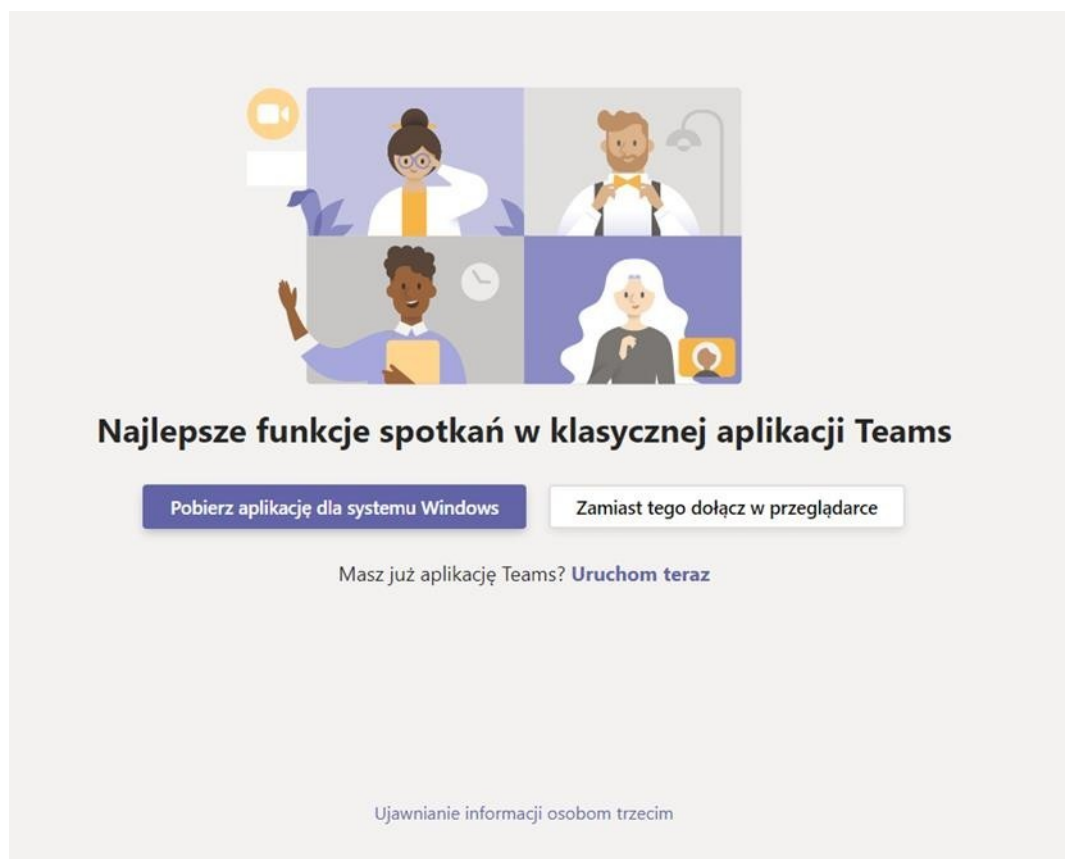 Najlepsze funkcje spotkań w klasycznej aplikacji Teams
Pobierz aplikację dla systemu Windows
Zamiast tego dołącz w przeglądarce
Masz już aplikację Teams? Uruchom teraz
Ujawnianie informacji osobom trzecim